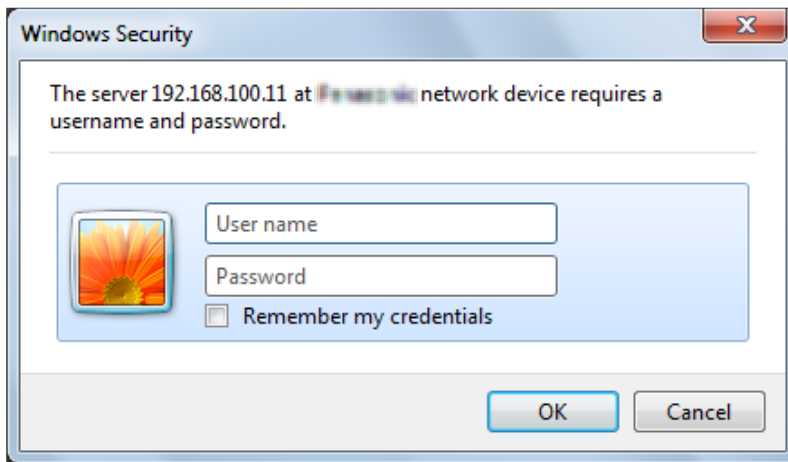 Windows Security
The server 192.168.100.11 at network device requires a
username and password.
User name
Password
Remember my credentials
OK
Cancel